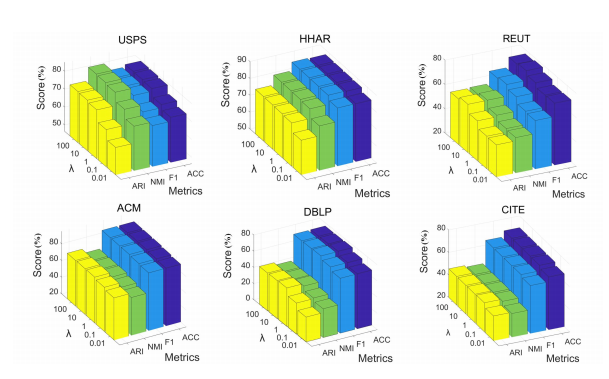 USPS
Score (%)
80
70
60
50
100
10
1
0.1
0.01
λ
ARI
NMI
F1
ACC
Metrics
HHAR
Score (%)
90
80
70
60
50
100
10
1
0.1
0.01
λ
ARI
NMI
F1
ACC
Metrics
REUT
Score (%)
80
60
40
20
100
10
1
0.1
0.01
λ
ARI
NMI
F1
ACC
Metrics
ACM
Score (%)
80
60
40
20
100
10
1
0.1
0.01
λ
ARI
NMI
F1
ACC
Metrics
DBLP
Score (%)
80
60
40
20
0
100
10
1
0.1
0.01
λ
ARI
NMI
F1
ACC
Metrics
CITE
Score (%)
80
60
40
20
100
10
1
0.1
0.01
λ
ARI
NMI
F1
ACC
Metrics